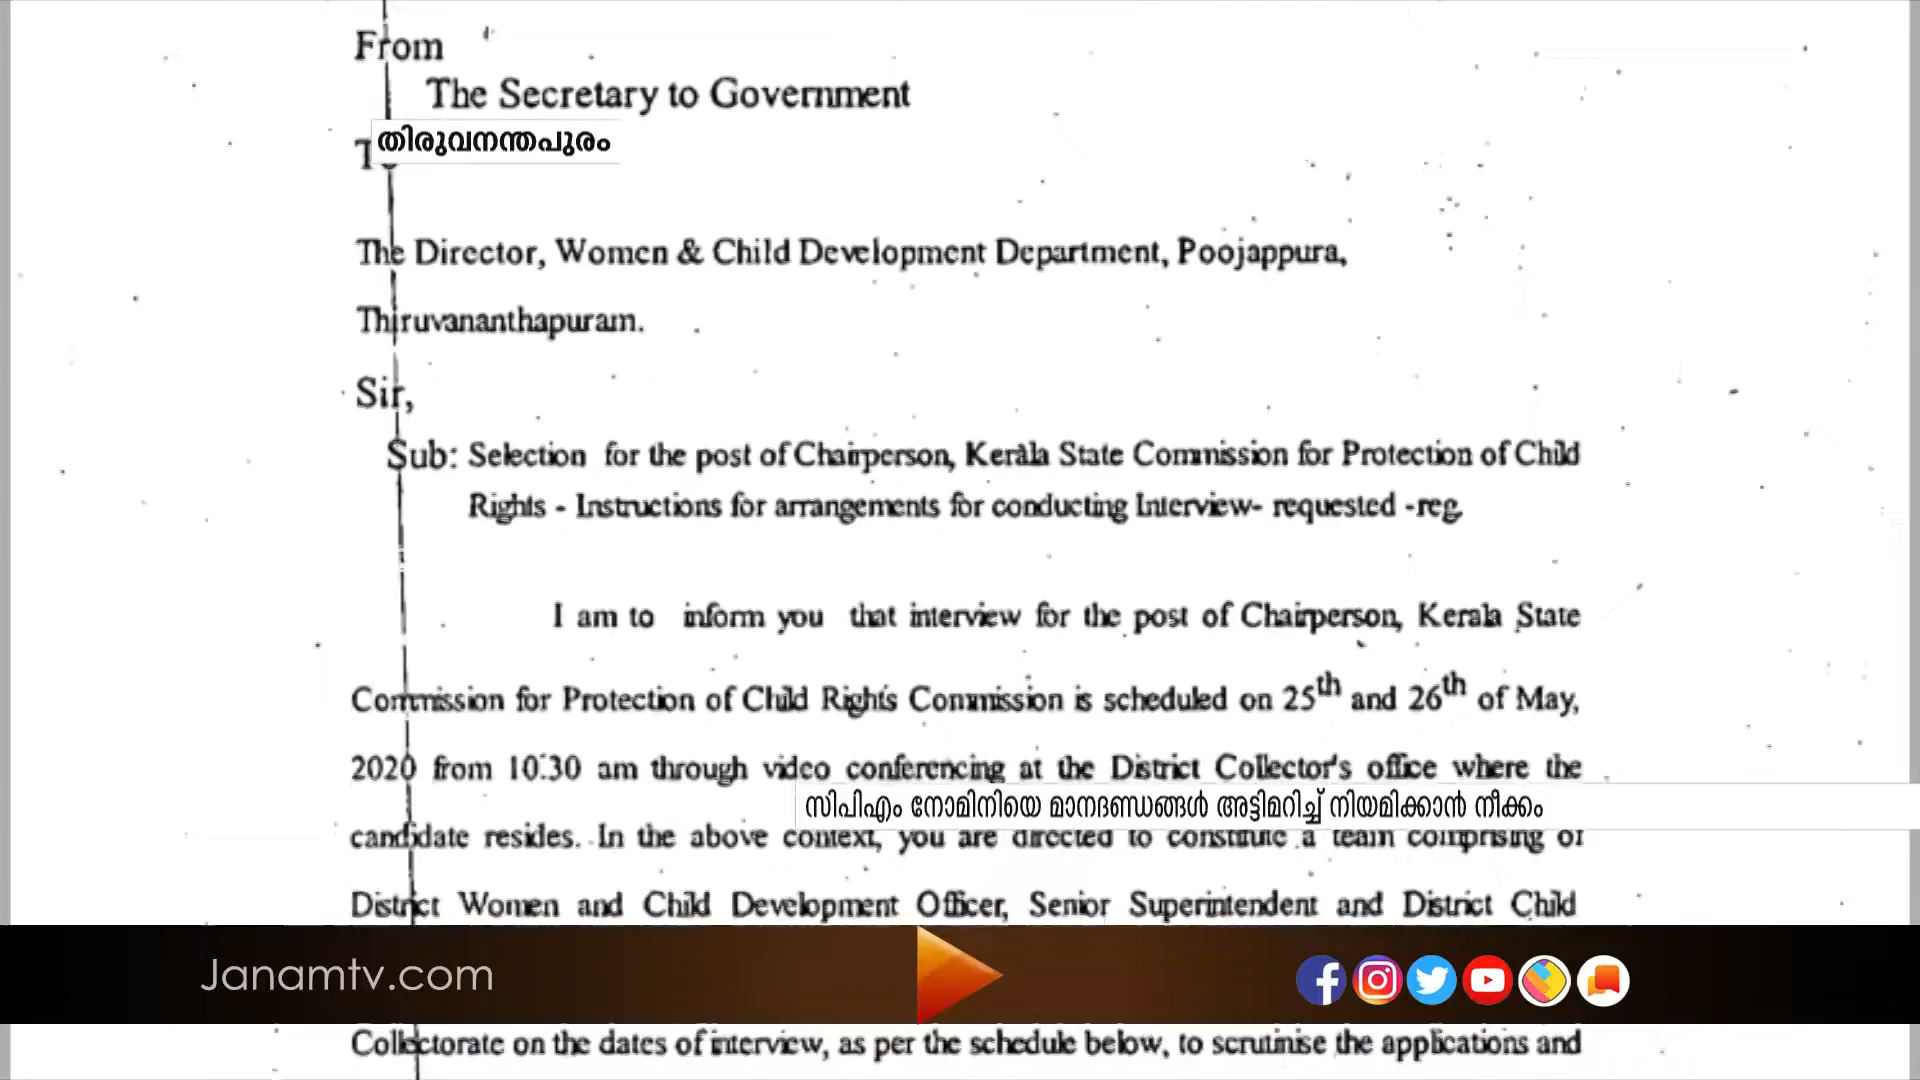 From
The Secretary to Government
തിരുവനന്തപുരം
The Director, Women & Child Development Department, Poojappura,
Thiruvananthapuram.
Sir,
Sub: Selection for the post of Chairperson, Kerala State Commission for Protection of Child
Rights - Instructions for arrangements for conducting Interview- requested -reg.
I am to inform you that interview for the post of Chairperson, Kerala State
Commission for Protection of Child Rights Commission is scheduled on 25th and 26th of May,
2020 from 10:30 am through video conferencing at the District Collector's office where the
സിപിഎം നോമിനിയെ മാനദണ്ഡങ്ങൾ അട്ടിമറിച്ച് നിയമിക്കാൻ നീക്കം
candidate resides. In the above context, you are directed to constitute a team comprising of
District Women and Child Development Officer, Senior Superintendent and District Child
Janamtv.com
Collectorate on the dates of interview, as per the schedule below, to scrutinise the applications and